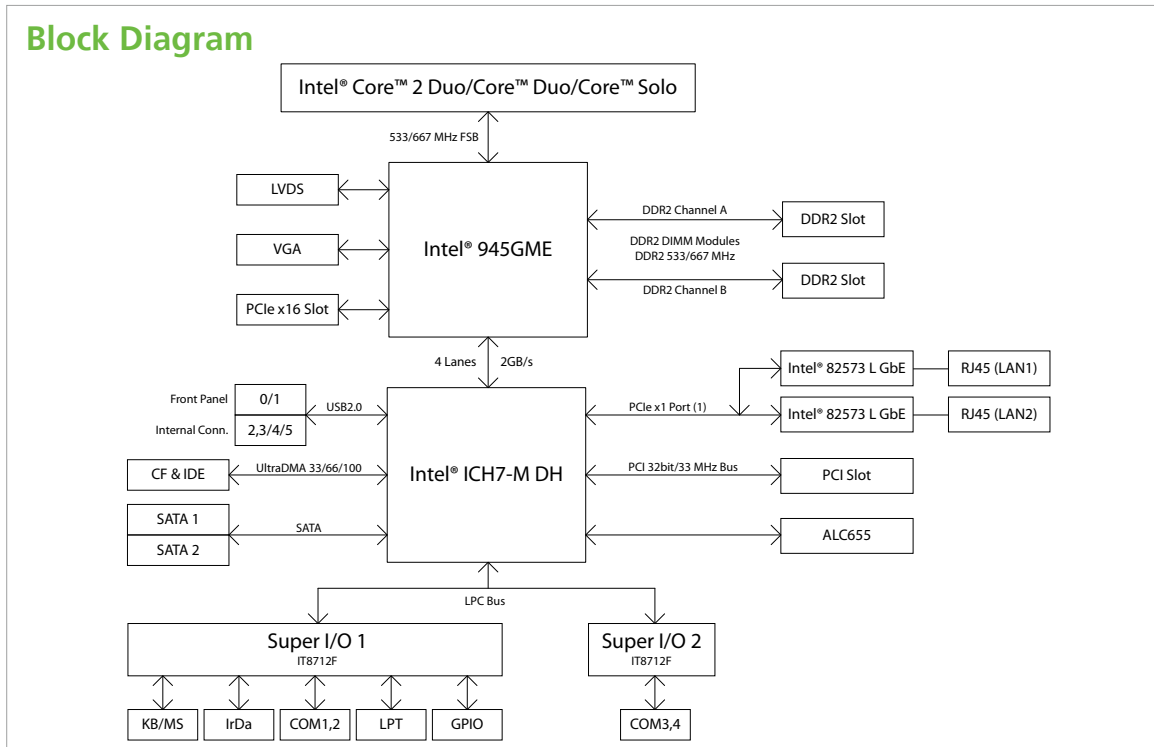 Block Diagram
Intel® Core™ 2 Duo/Core™ Duo/Core™ Solo
533/667 MHz FSB
LVDS
VGA
PCIe x16 Slot
Intel® 945GME
DDR2 Channel A
DDR2 DIMM Modules
DDR2 533/667 MHz
DDR2 Channel B
DDR2 Slot
DDR2 Slot
4 Lanes
2GB/s
Front Panel
0/1
Internal Conn.
2,3/4/5
USB2.0
CF & IDE
UltraDMA 33/66/100
SATA 1
SATA 2
SATA
Intel® ICH7-M DH
PCIe x1 Port (1)
Intel® 82573 L GbE
RJ45 (LAN1)
Intel® 82573 L GbE
RJ45 (LAN2)
PCI 32bit/33 MHz Bus
PCI Slot
ALC655
LPC Bus
Super I/O 1
IT8712F
Super I/O 2
IT8712F
KB/MS
IrDa
COM1,2
LPT
GPIO
COM3,4